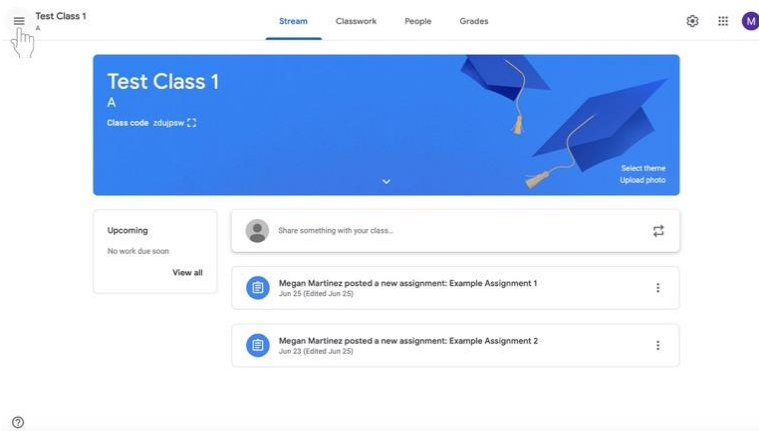 Test Class 1
A
Stream Classwork People Grades
M
Test Class 1
A
Class code zdujpsw
Select theme
Upload photo
Upcoming
No work due soon
View all
Share something with your class...
Megan Martinez posted a new assignment: Example Assignment 1
Jun 25 (Edited Jun 25)
Megan Martinez posted a new assignment: Example Assignment 2
Jun 23 (Edited Jun 25)